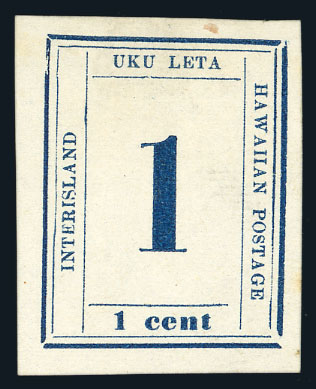 UKU LETA
INTERISLAND
1
HAWAIIAN POSTAGE
1 cent